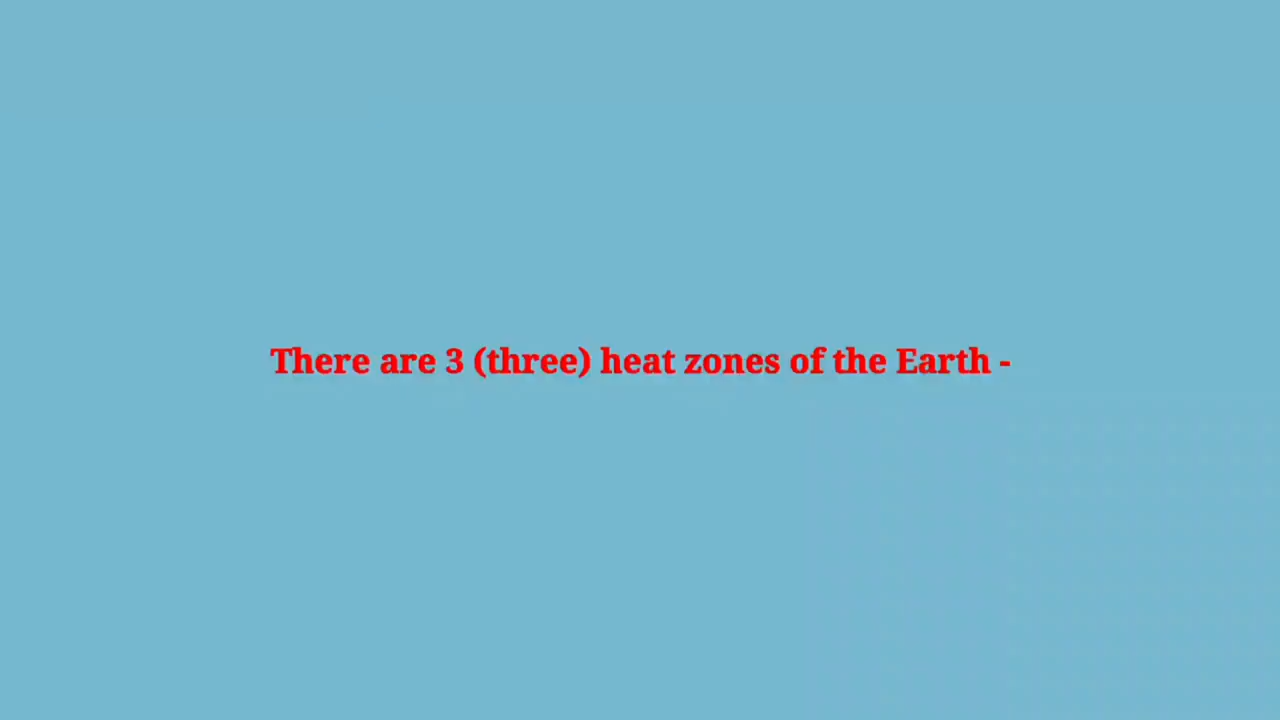 There are 3 (three) heat zones of the Earth -